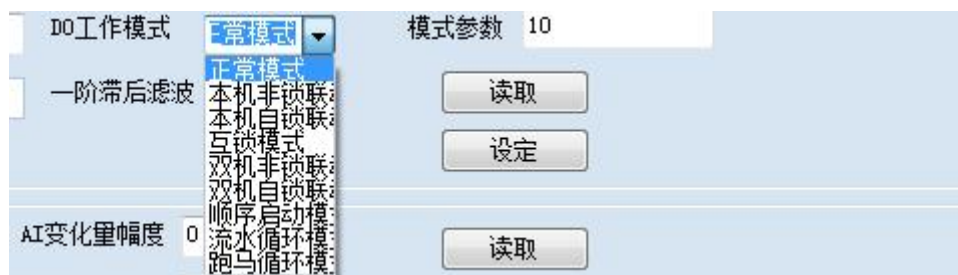 DO工作模式 正常模式 模式参数 10
正常模式
一阶滞后滤波 本机非锁联 读取
本机自锁联
互锁模式 设定
双机非锁联
双机自锁联
顺序启动模
AI变化量幅度 0 流水循环模 读取
跑马循环模